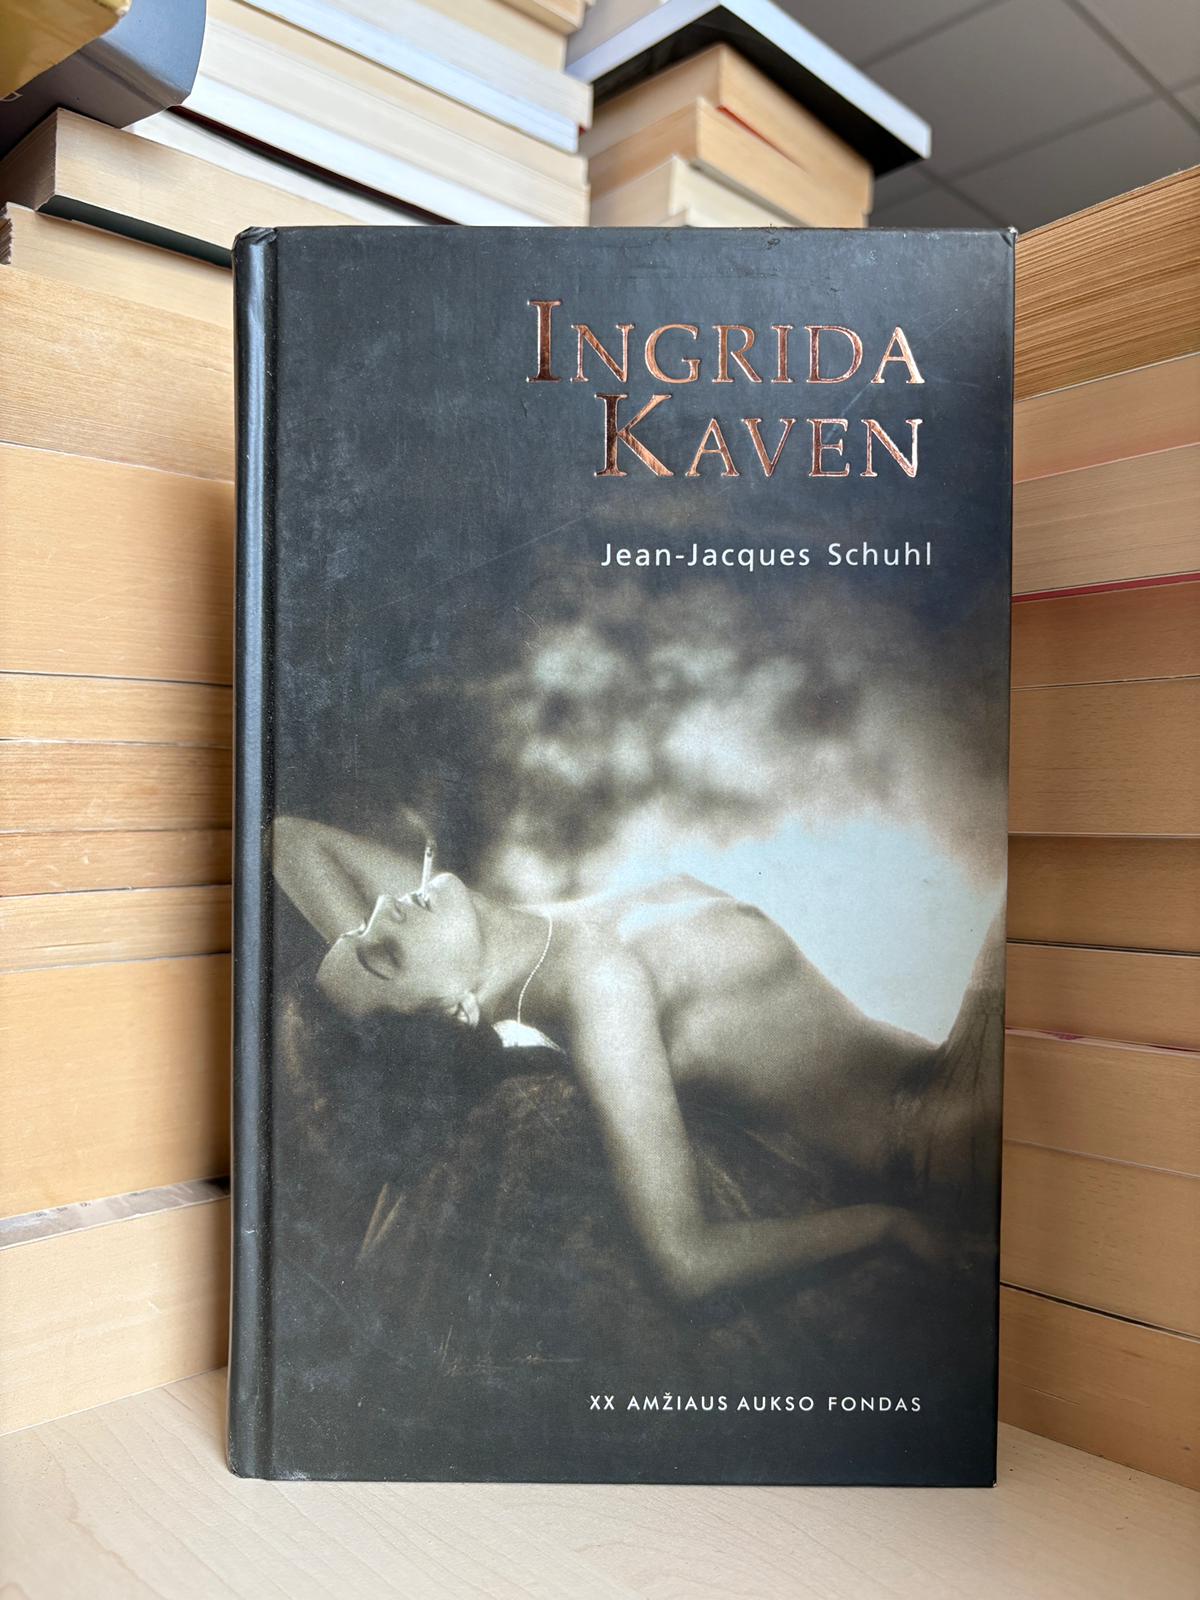 INGRIDA
KAVEN
Jean-Jacques Schuhl
XX AMŽIAUS AUKSO FONDAS